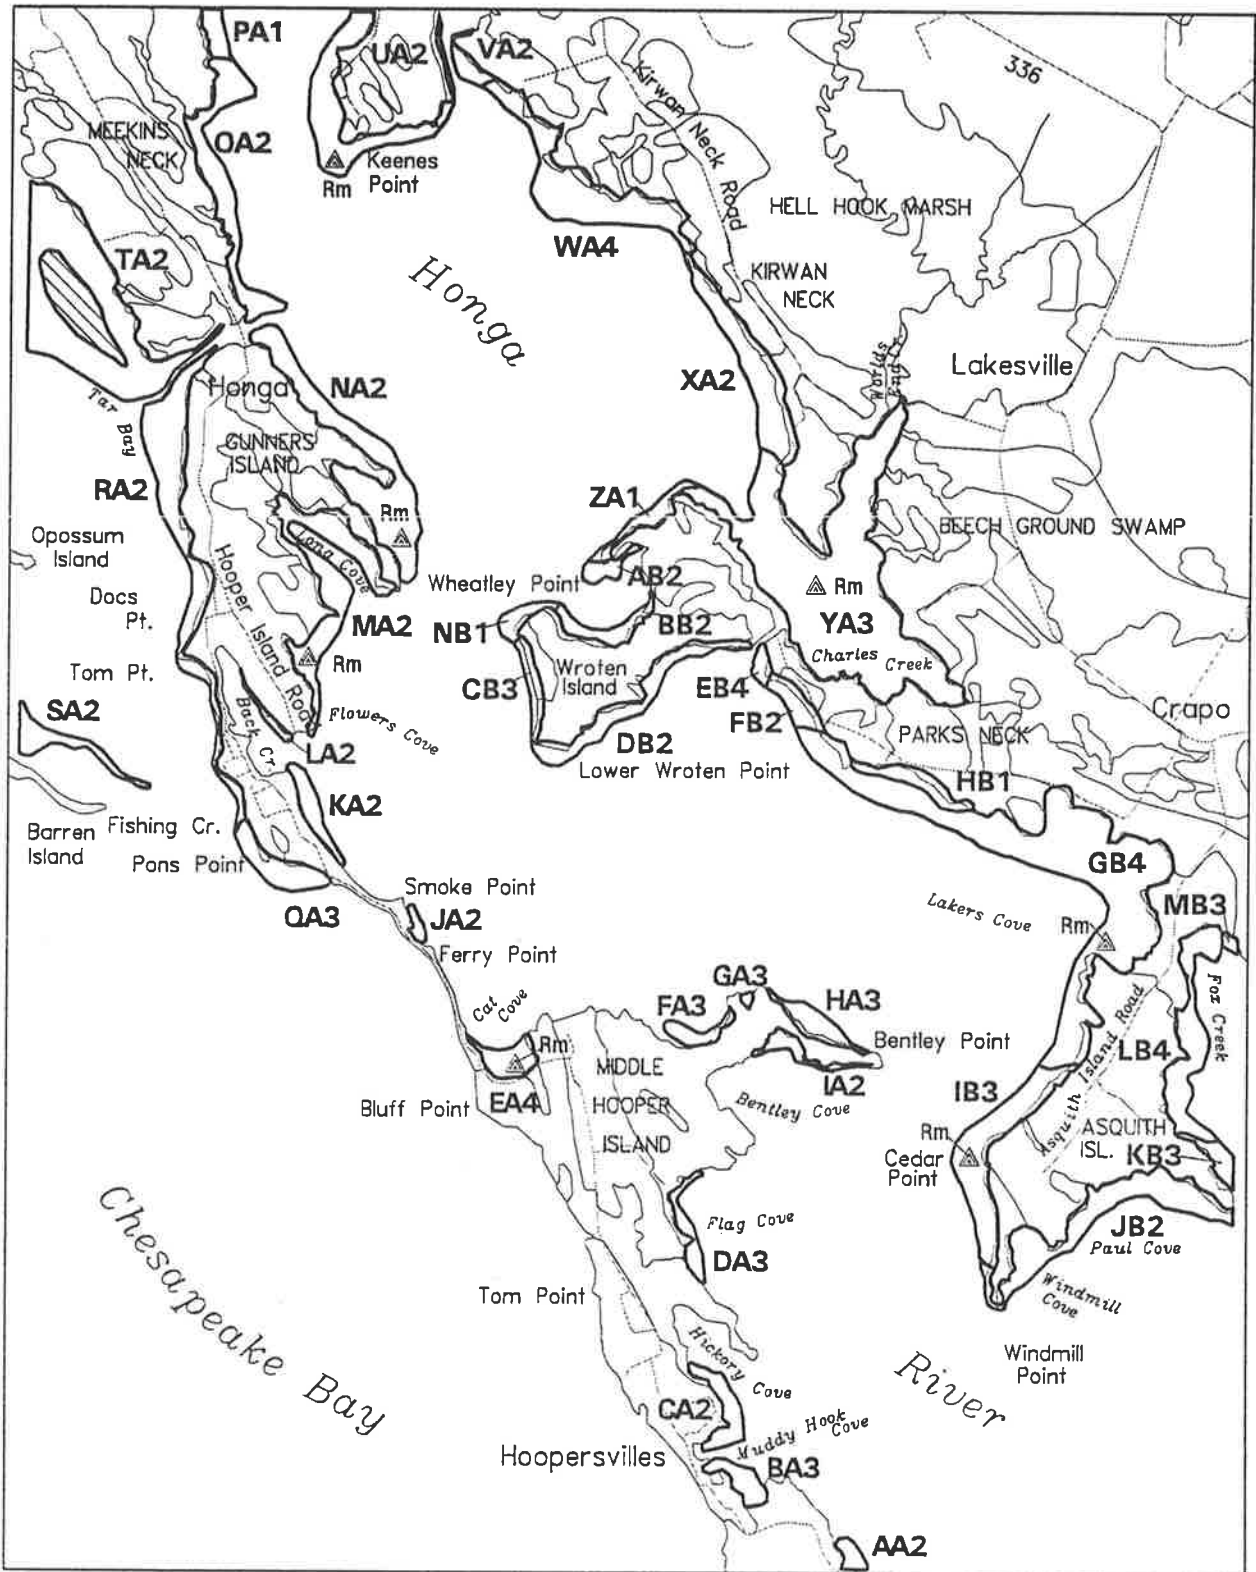 PA1
UA2
VA2
336
Kirwan Neck Road
MEEKINS
NECK
OA2
Keenes
Point
Rm
HELL HOOK MARSH
WA4
TA2
Honga
KIRWAN
NECK
Worlds
End Cr.
Lakesville
XA2
Honga
NA2
Tar Bay
GUNNERS
ISLAND
RA2
ZA1
Rm
Opossum
Island
BEECH GROUND SWAMP
Long Cove
Wheatley Point
AB2
Rm
Docs
Pt.
Hooper Island Road
MA2
NB1
BB2
YA3
Rm
Charles Creek
Tom Pt.
Wroten
Island
CB3
EB4
SA2
Flowers Cove
Back Cr.
FB2
Crapo
LA2
DB2
PARKS NECK
Lower Wroten Point
HB1
KA2
Barren
Island
Fishing Cr.
Pons Point
GB4
Smoke Point
QA3
JA2
Lakers Cove
Rm
MB3
Ferry Point
Fox Creek
Cat Cove
GA3
FA3
HA3
Rm
Bentley Point
Asquith Island Road
LB4
MIDDLE
HOOPER
ISLAND
IA2
IB3
EA4
Bluff Point
Bentley Cove
Rm
Cedar
Point
ASQUITH
ISL.
KB3
Chesapeake Bay
Flag Cove
JB2
Paul Cove
DA3
Tom Point
Windmill
Cove
Hickory Cove
River
Windmill
Point
CA2
Muddy Hook
Cove
Hoopersvilles
BA3
AA2